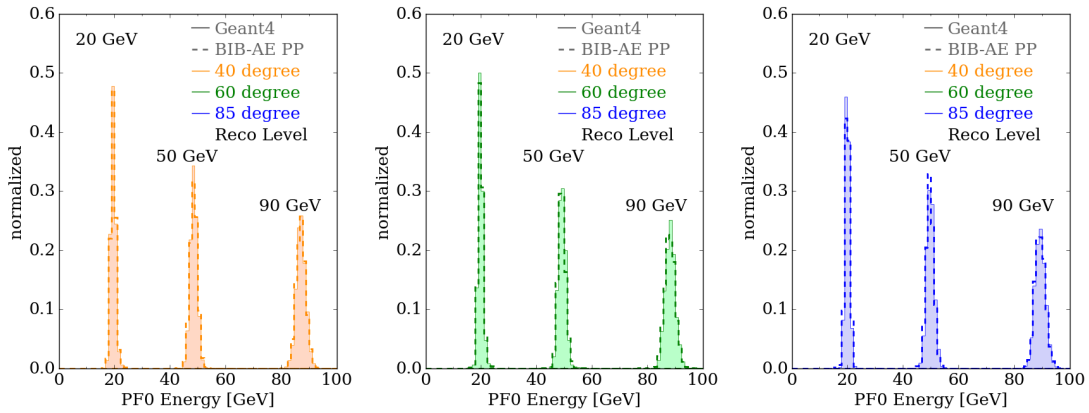 0.6
0.5
0.4
0.3
0.2
0.1
0.0
normalized
20 GeV
Geant4
BIB-AE PP
40 degree
60 degree
85 degree
Reco Level
50 GeV
90 GeV
0 20 40 60 80 100
PF0 Energy [GeV]
0.6
0.5
0.4
0.3
0.2
0.1
0.0
normalized
20 GeV
Geant4
BIB-AE PP
40 degree
60 degree
85 degree
Reco Level
50 GeV
90 GeV
0 20 40 60 80 100
PF0 Energy [GeV]
0.6
0.5
0.4
0.3
0.2
0.1
0.0
normalized
20 GeV
Geant4
BIB-AE PP
40 degree
60 degree
85 degree
Reco Level
50 GeV
90 GeV
0 20 40 60 80 100
PF0 Energy [GeV]